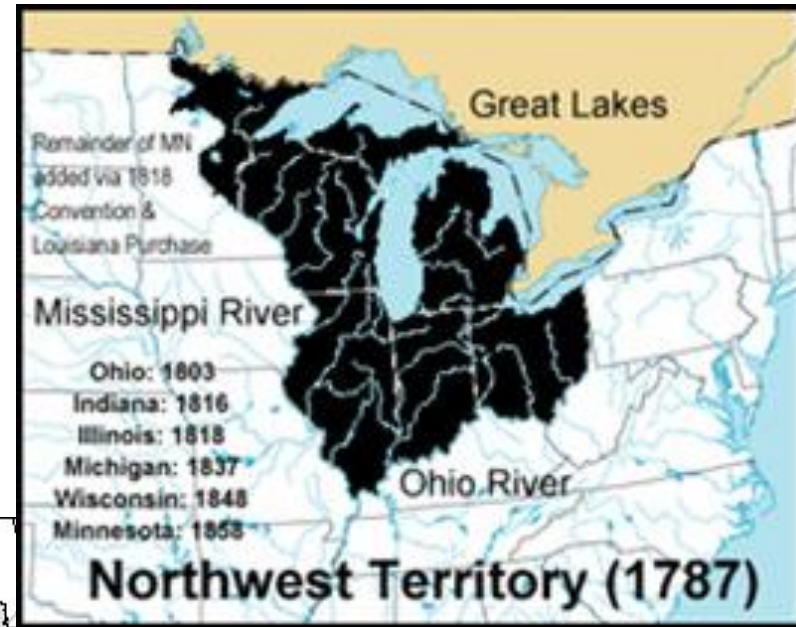 Great Lakes
Remainder of MN
added via 1818
Convention &
Louisiana Purchase
Mississippi River
Ohio: 1803
Indiana: 1816
Illinois: 1818
Michigan: 1837
Wisconsin: 1848
Minnesota: 1858
Ohio River
Northwest Territory (1787)